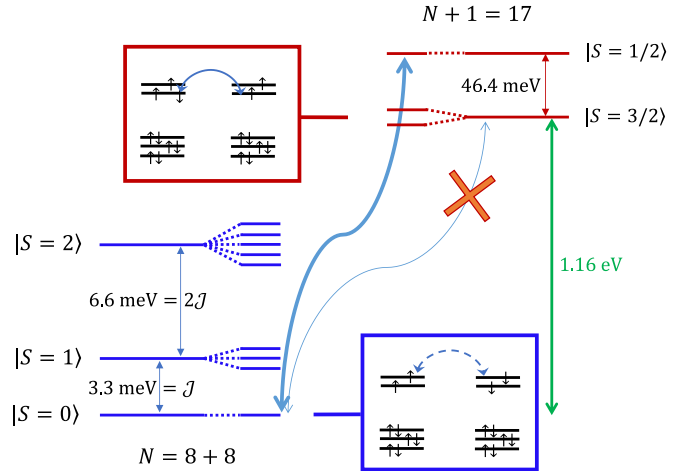 N + 1 = 17
|S = 1/2⟩
46.4 meV
|S = 3/2⟩
|S = 2⟩
1.16 eV
6.6 meV = 2𝒥
|S = 1⟩
3.3 meV = 𝒥
|S = 0⟩
N = 8 + 8